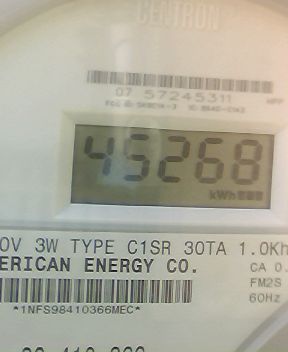 CENTRON
07 57245311
45268
kWh
0V 3W TYPE C1SR 30TA 1.0Kh
ERICAN ENERGY CO.
CA 0.
FM2S
60Hz
*1NFS98410366MEC*